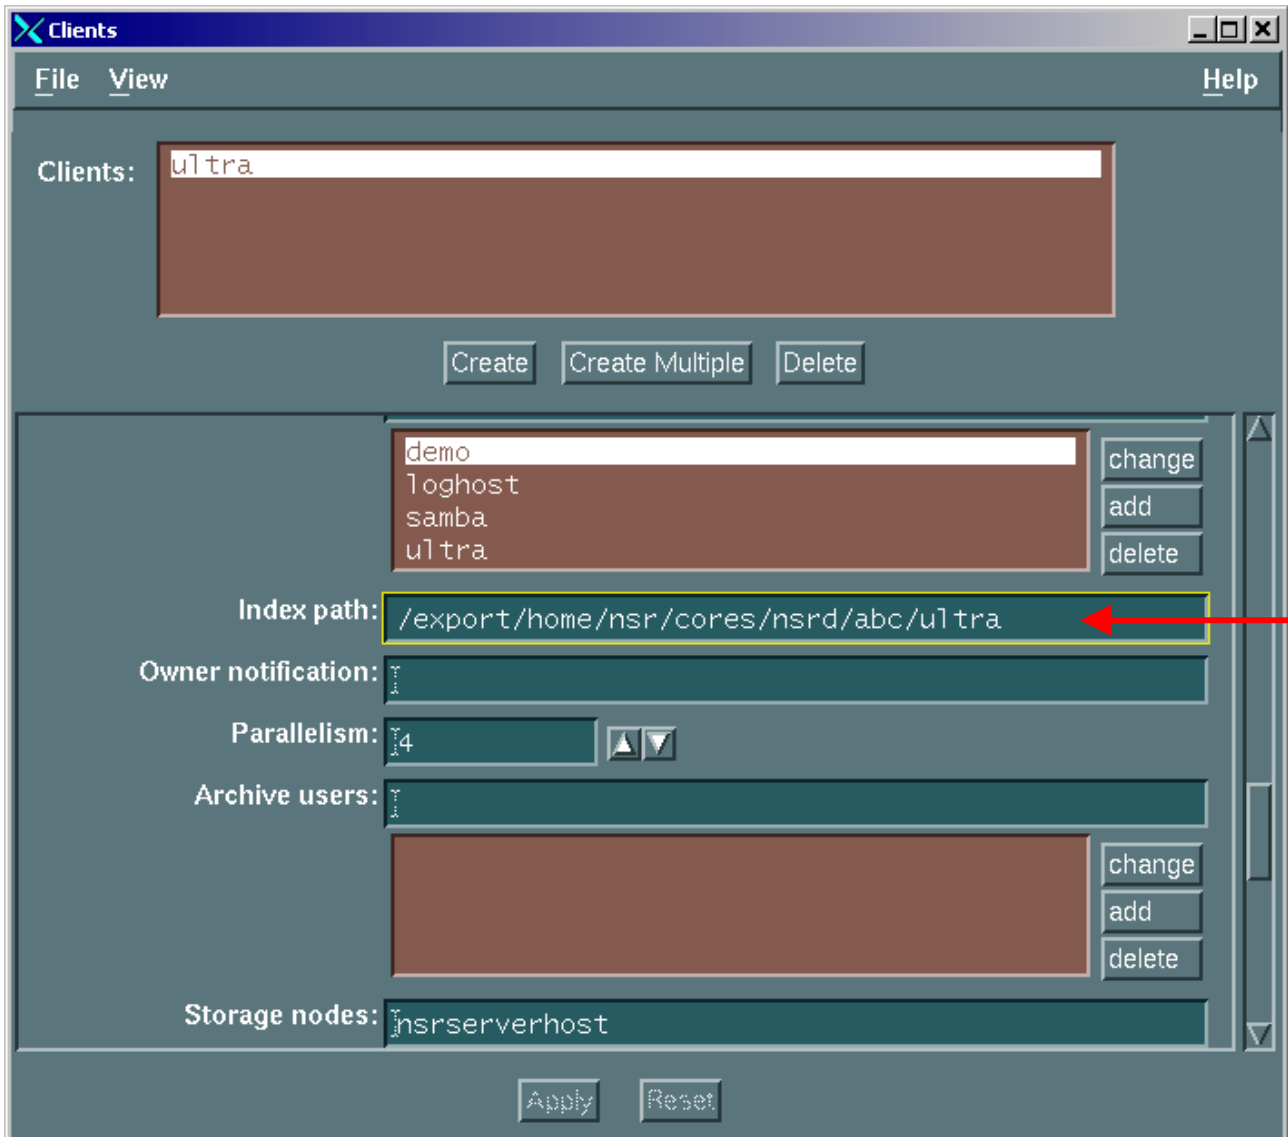 Clients
File View Help
Clients: ultra
Create Create Multiple Delete
demo change
loghost
samba add
ultra delete
Index path: /export/home/nsr/cores/nsrd/abc/ultra
Owner notification:
Parallelism: 4
Archive users:
change
add
delete
Storage nodes: nsrserverhost
Apply Reset